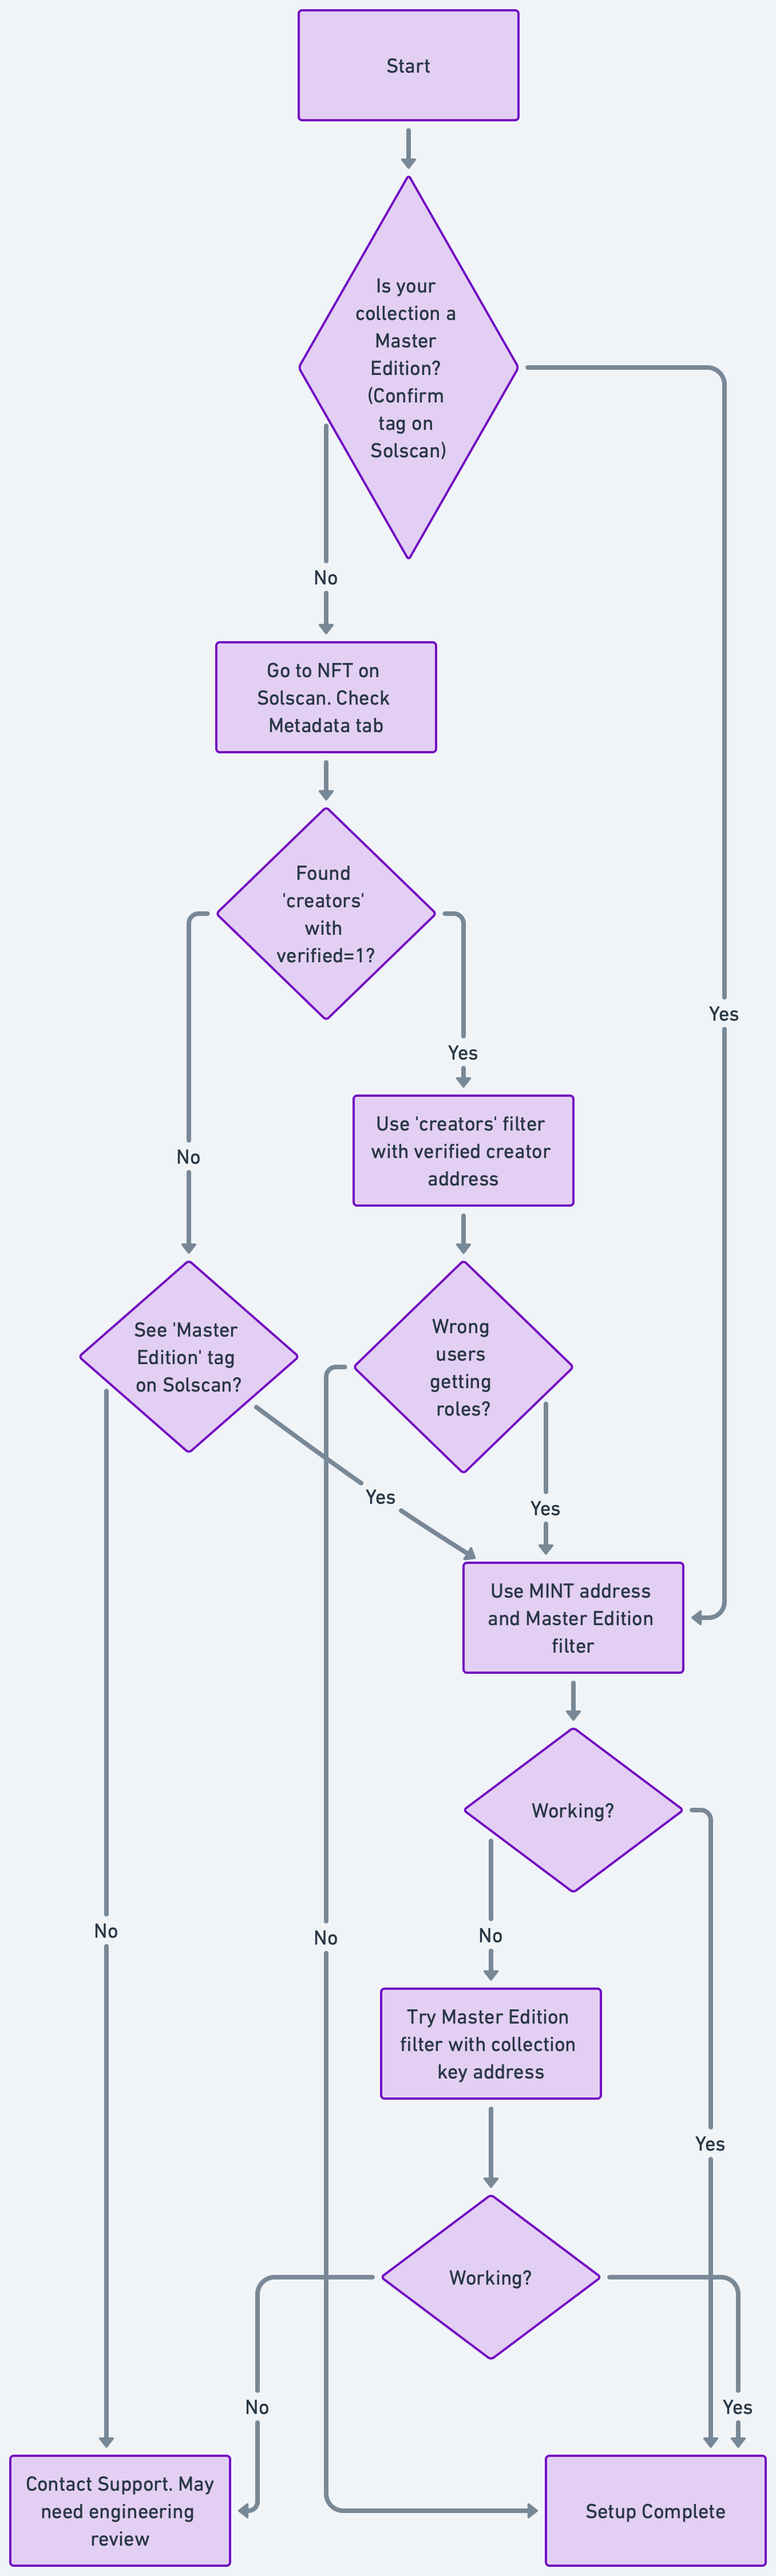 Start
Is your
collection a
Master
Edition?
(Confirm
tag on
Solscan)
No
Go to NFT on
Solscan. Check
Metadata tab
Found
'creators'
with
verified=1?
Yes
Yes
Use 'creators' filter
with verified creator
address
No
See 'Master
Edition' tag
on Solscan?
Wrong
users
getting
roles?
Yes
Yes
Use MINT address
and Master Edition
filter
Working?
No
No
No
Try Master Edition
filter with collection
key address
Yes
Working?
No
Yes
Contact Support. May
need engineering
review
Setup Complete